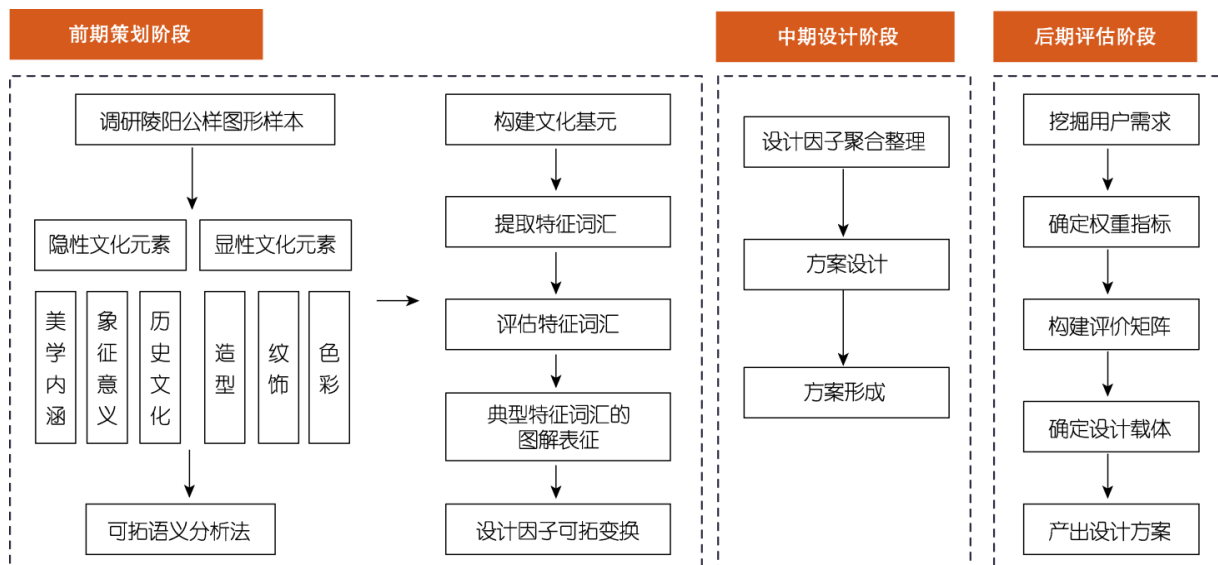 前期策划阶段
调研陵阳公样图形样本
隐性文化元素
显性文化元素
美学内涵
象征意义
历史文化
造型
纹饰
色彩
可拓语义分析法
构建文化基元
提取特征词汇
评估特征词汇
典型特征词汇的
图解表征
设计因子可拓变换
中期设计阶段
设计因子聚合整理
方案设计
方案形成
后期评估阶段
挖掘用户需求
确定权重指标
构建评价矩阵
确定设计载体
产出设计方案